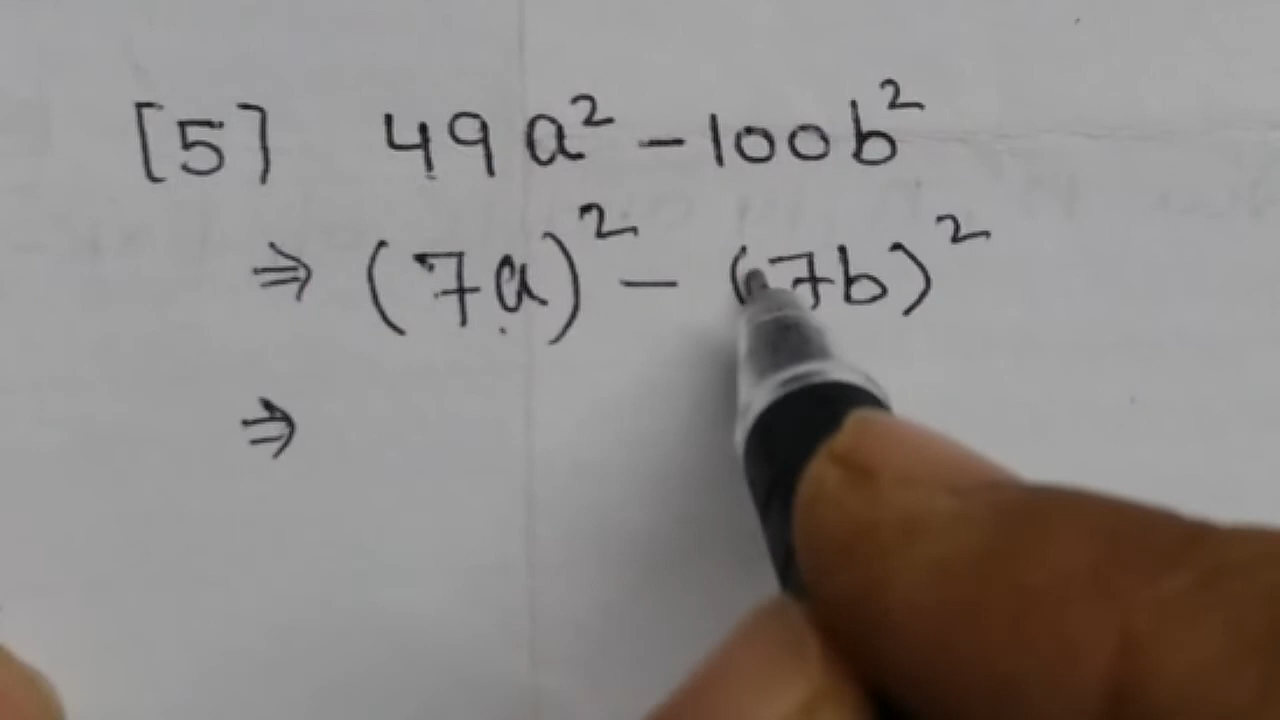 [5] 49a² - 100b²
⇒ (7a)² - (7b)²
⇒